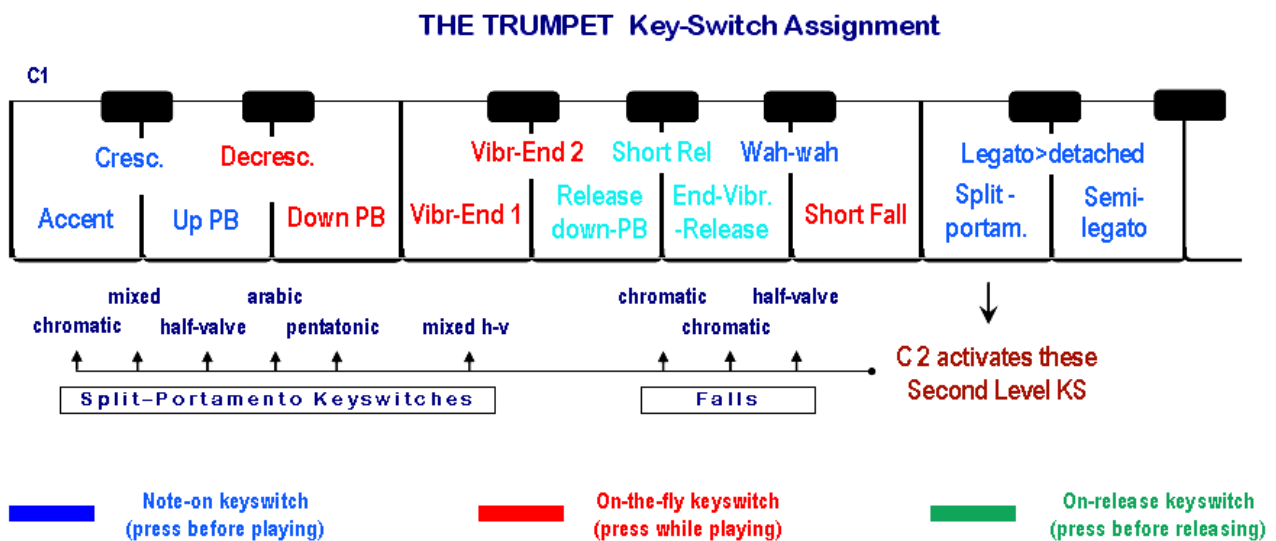 THE TRUMPET Key-Switch Assignment
C1
Cresc. Decresc. Vibr-End 2 Short Rel Wah-wah Legato>detached
Accent Up PB Down PB Vibr-End 1 Release down-PB End-Vibr. -Release Short Fall Split - portam. Semi- legato
mixed arabic chromatic half-valve
chromatic half-valve pentatonic mixed h-v chromatic
C 2 activates these
Second Level KS
Split-Portamento Keyswitches Falls
Note-on keyswitch
(press before playing)
On-the-fly keyswitch
(press while playing)
On-release keyswitch
(press before releasing)